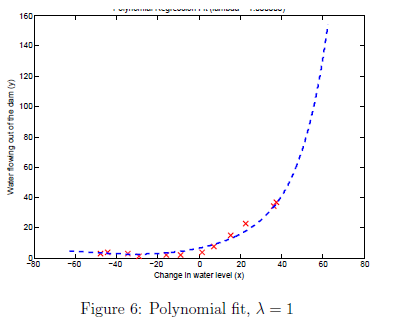 160
140
120
100
80
60
40
20
0
Water flowing out of the dam (y)
-80 -60 -40 -20 0 20 40 60 80
Change in water level (x)
Figure 6: Polynomial fit, λ = 1